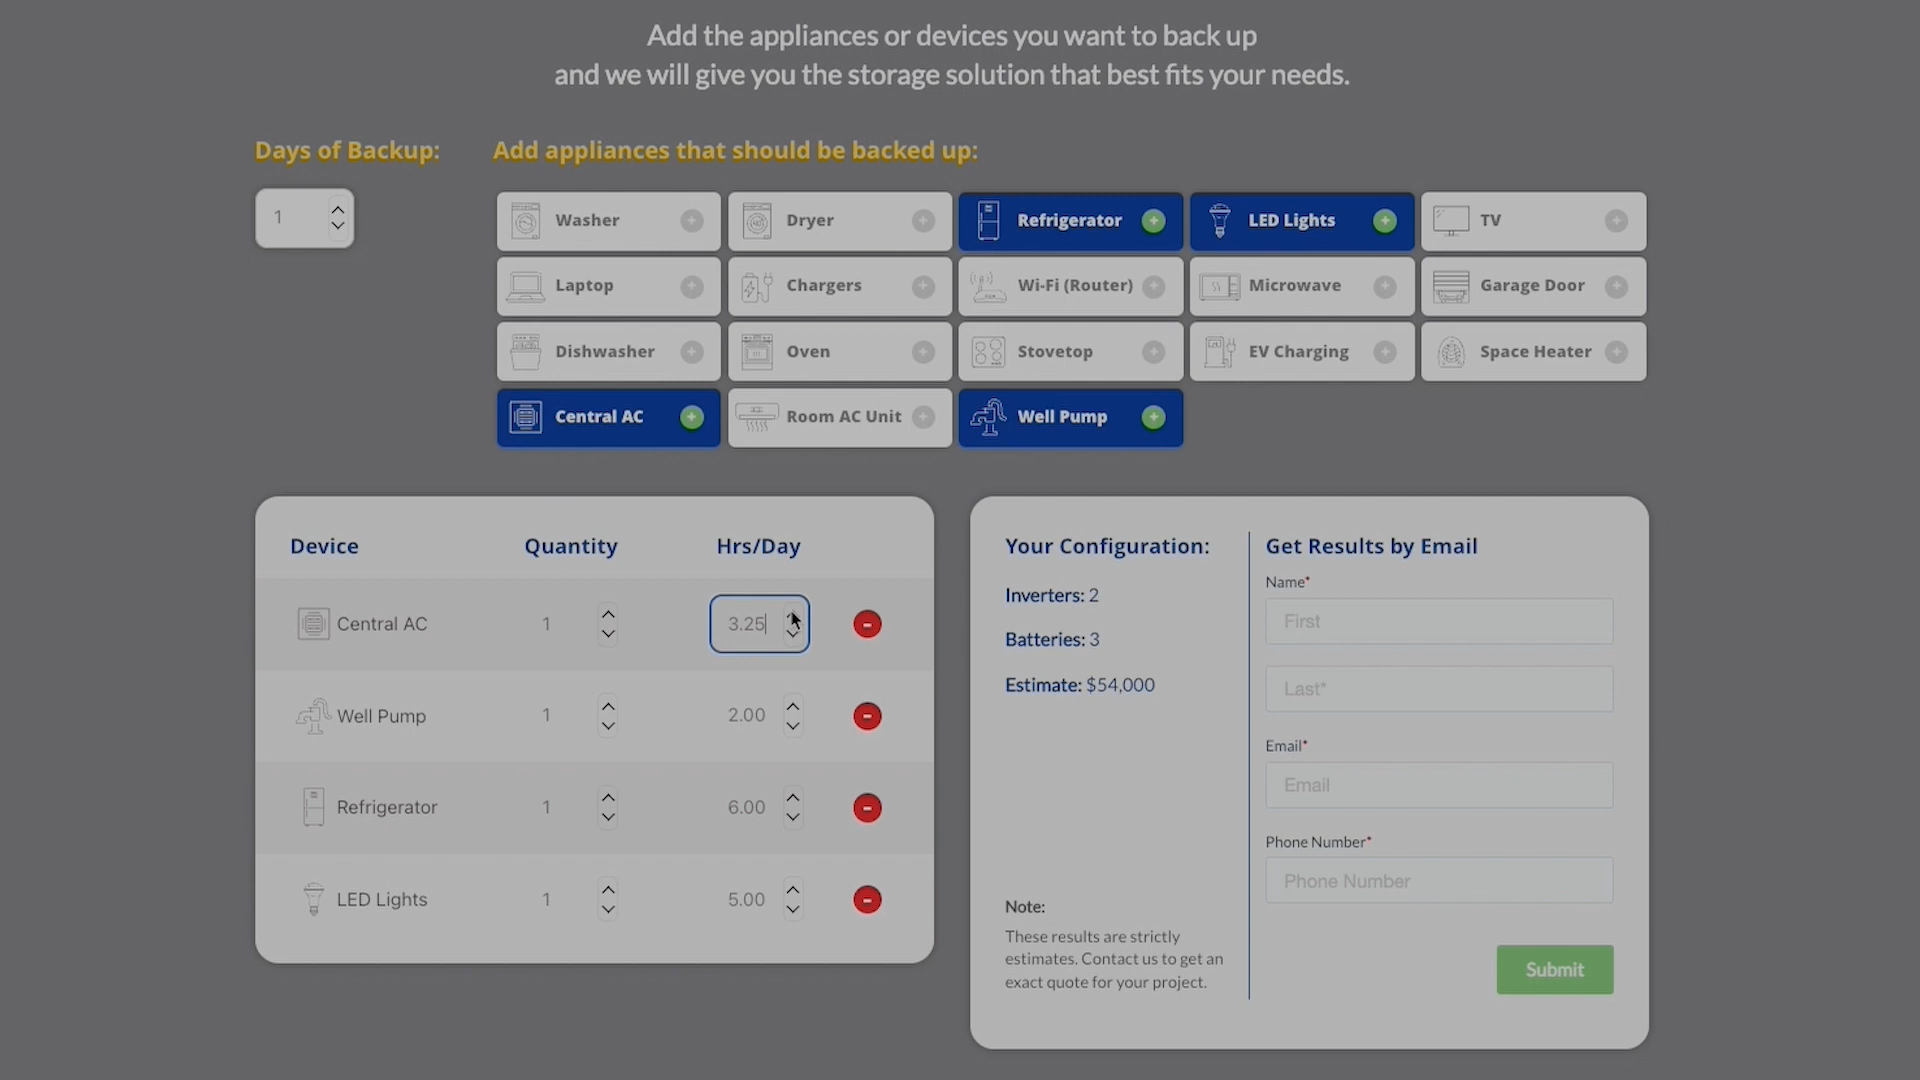 Add the appliances or devices you want to back up
and we will give you the storage solution that best fits your needs.
Days of Backup:
Add appliances that should be backed up:
1
Washer
Dryer
Refrigerator
LED Lights
TV
Laptop
Chargers
Wi-Fi (Router)
Microwave
Garage Door
Dishwasher
Oven
Stovetop
EV Charging
Space Heater
Central AC
Room AC Unit
Well Pump
Device Quantity Hrs/Day
Central AC 1 3.25
Well Pump 1 2.00
Refrigerator 1 6.00
LED Lights 1 5.00
Your Configuration:
Inverters: 2
Batteries: 3
Estimate: $54,000
Note:
These results are strictly
estimates. Contact us to get an
exact quote for your project.
Get Results by Email
Name*
First
Last*
Email*
Email
Phone Number*
Phone Number
Submit